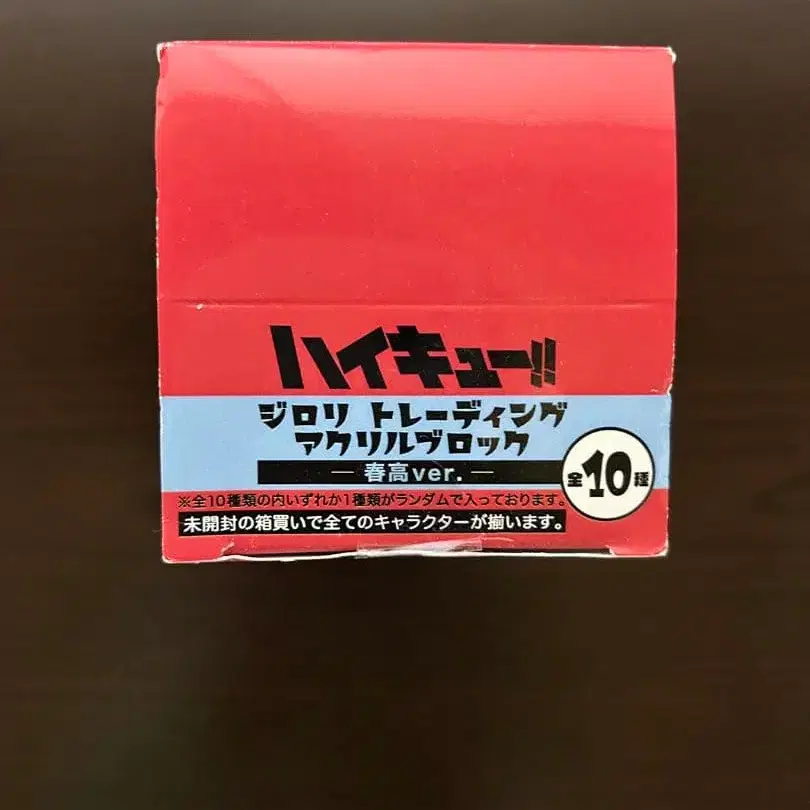 ハイキュー!!
ジロリ トレーディング
アクリルブロック
― 春高ver. ―
全10種
※全10種類の内いずれか1種類がランダムで入っております。
未開封の箱買いで全てのキャラクターが揃います。